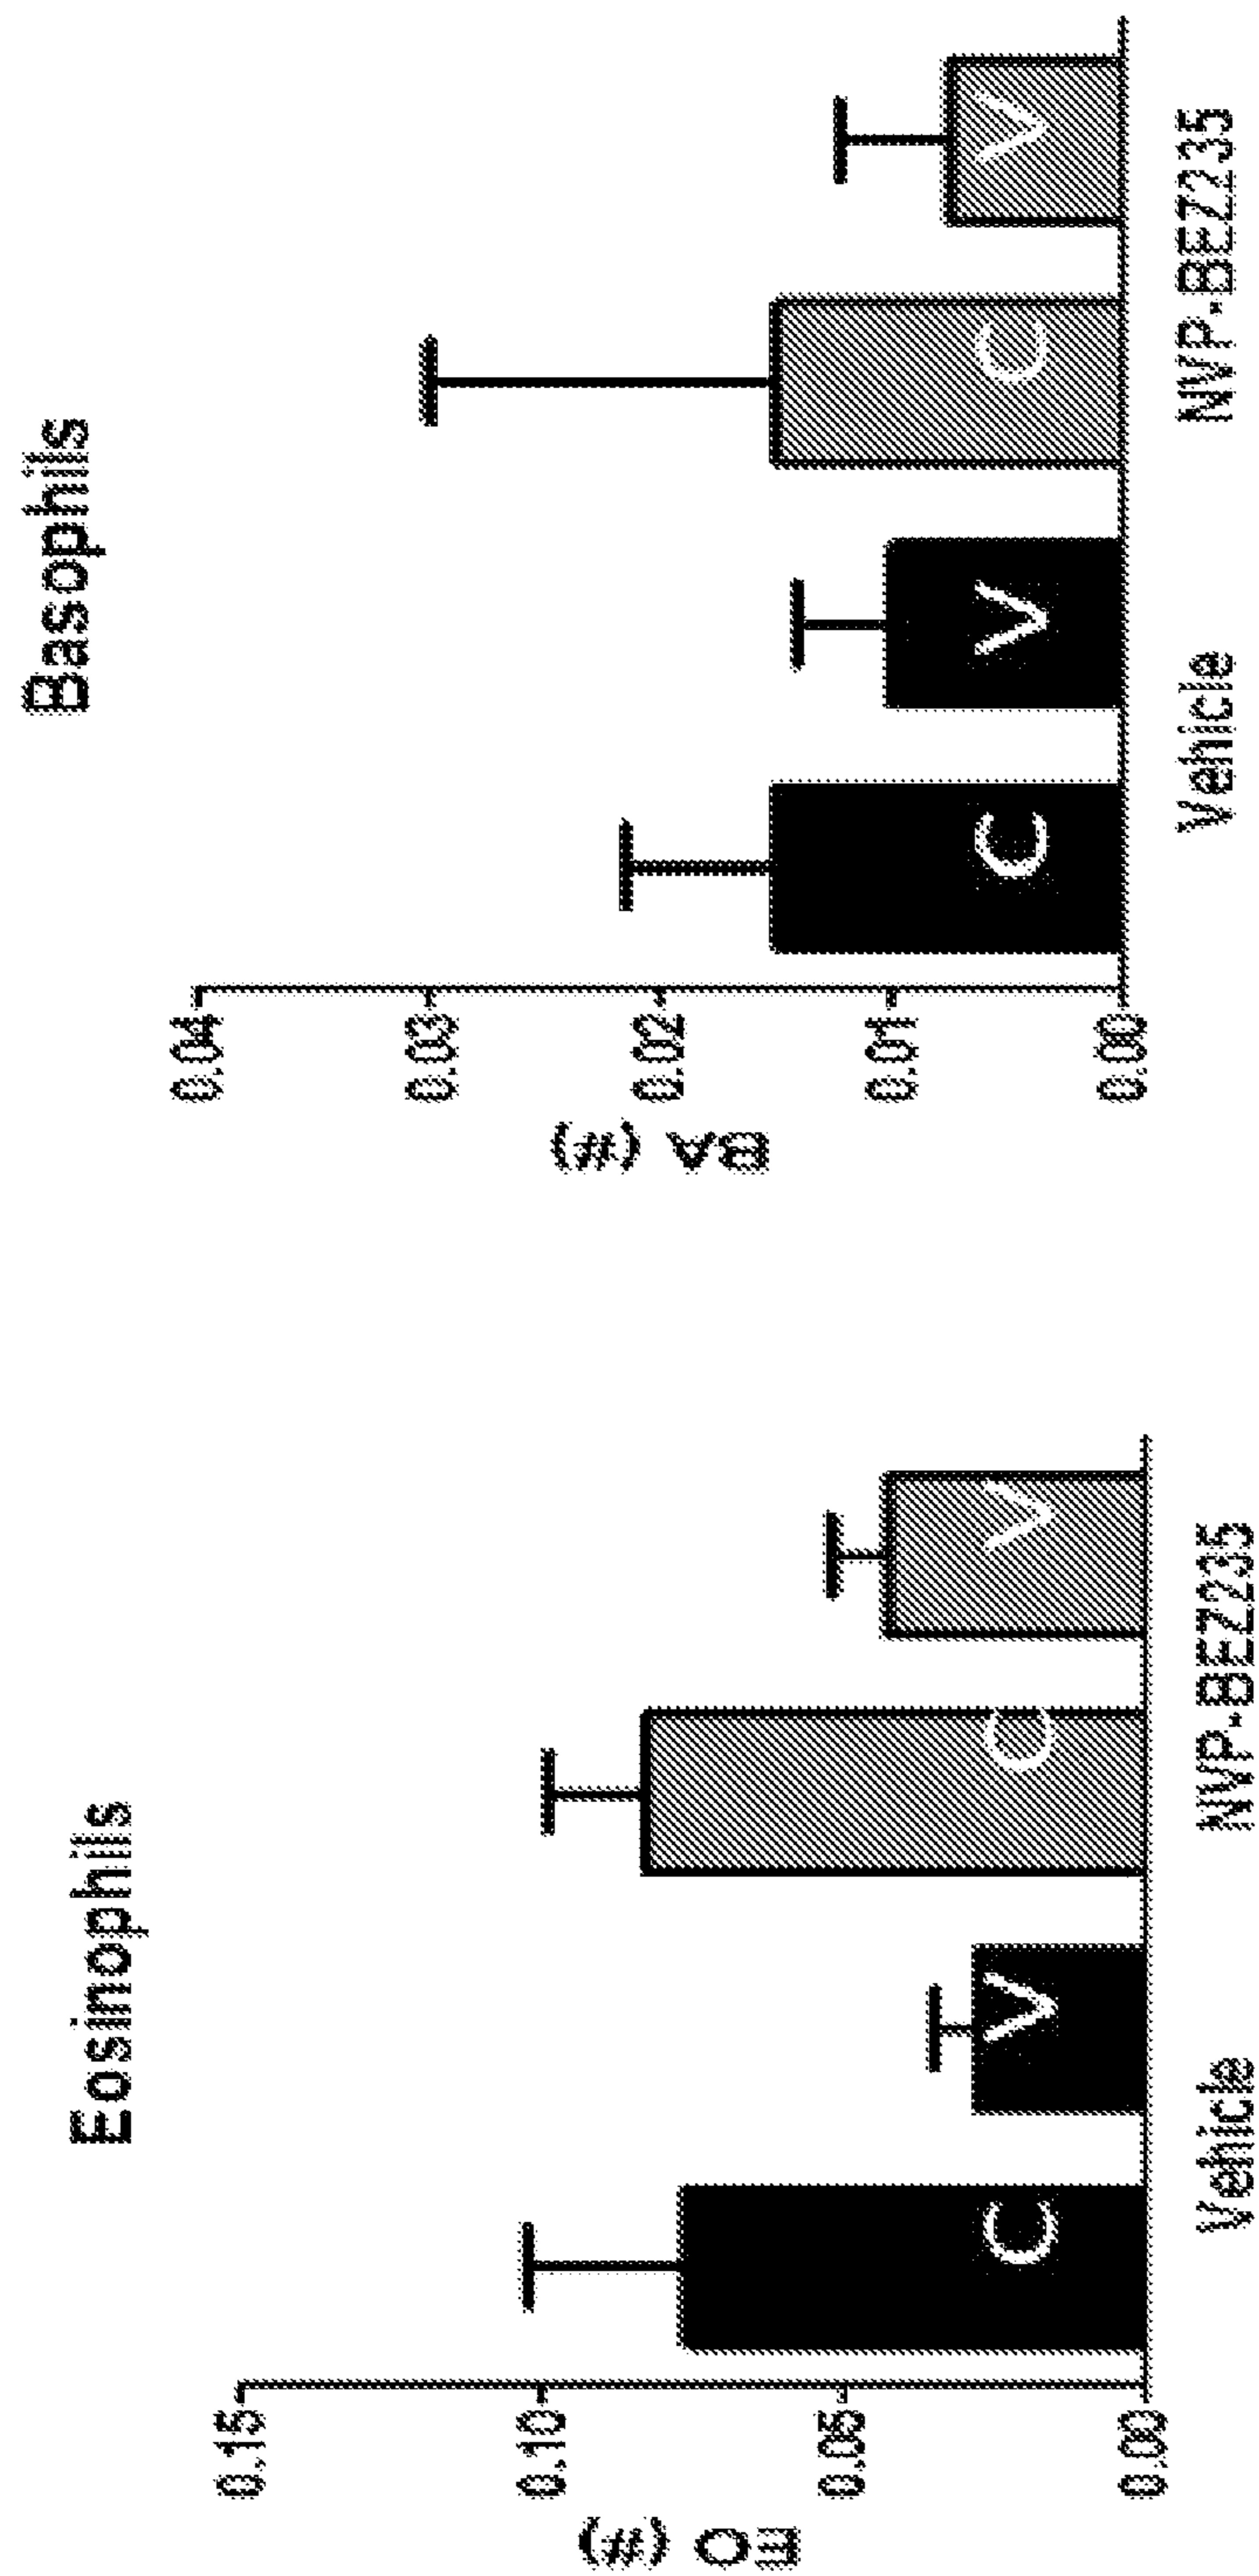 Eosinophils
EO (#)
0.15
0.10
0.05
0.00
C
V
C
V
Vehicle
NVP-BEZ235
Basophils
BA (#)
0.04
0.03
0.02
0.01
0.00
C
V
C
V
Vehicle
NVP-BEZ235